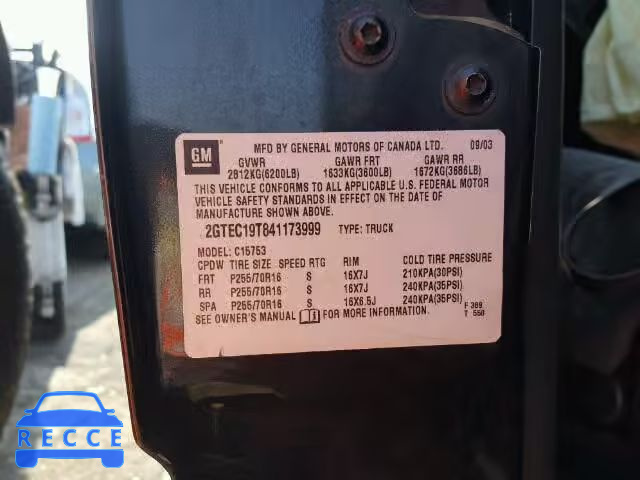 GM
MFD BY GENERAL MOTORS OF CANADA LTD. 09/03
GVWR GAWR FRT GAWR RR
2812KG(6200LB) 1633KG(3600LB) 1672KG(3686LB)
THIS VEHICLE CONFORMS TO ALL APPLICABLE U.S. FEDERAL MOTOR
VEHICLE SAFETY STANDARDS IN EFFECT ON THE DATE OF
MANUFACTURE SHOWN ABOVE.
2GTEC19T841173999 TYPE: TRUCK
MODEL: C15753
CPDW TIRE SIZE SPEED RTG RIM COLD TIRE PRESSURE
FRT P255/70R16 S 16X7J 210KPA(30PSI)
RR P255/70R16 S 16X7J 240KPA(35PSI)
SPA P255/70R16 S 16X6.5J 240KPA(35PSI)
SEE OWNER'S MANUAL FOR MORE INFORMATION.
F 369
T 550
RECCE